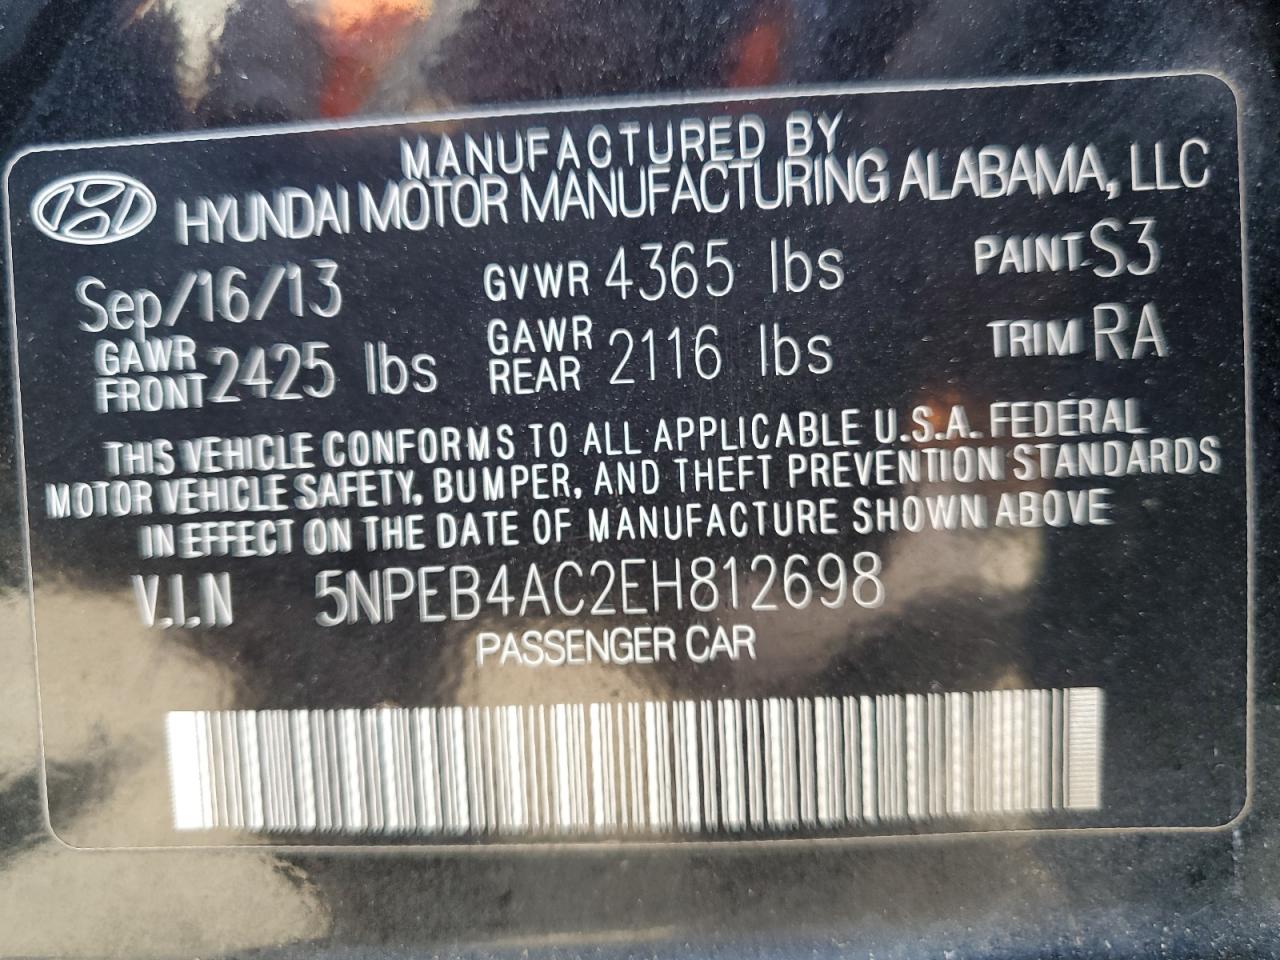 MANUFACTURED BY
HYUNDAI MOTOR MANUFACTURING ALABAMA, LLC
Sep/16/13 GVWR 4365 lbs PAINT S3
GAWR FRONT 2425 lbs GAWR REAR 2116 lbs TRIM RA
THIS VEHICLE CONFORMS TO ALL APPLICABLE U.S.A. FEDERAL
MOTOR VEHICLE SAFETY, BUMPER, AND THEFT PREVENTION STANDARDS
IN EFFECT ON THE DATE OF MANUFACTURE SHOWN ABOVE
V.I.N 5NPEB4AC2EH812698
PASSENGER CAR